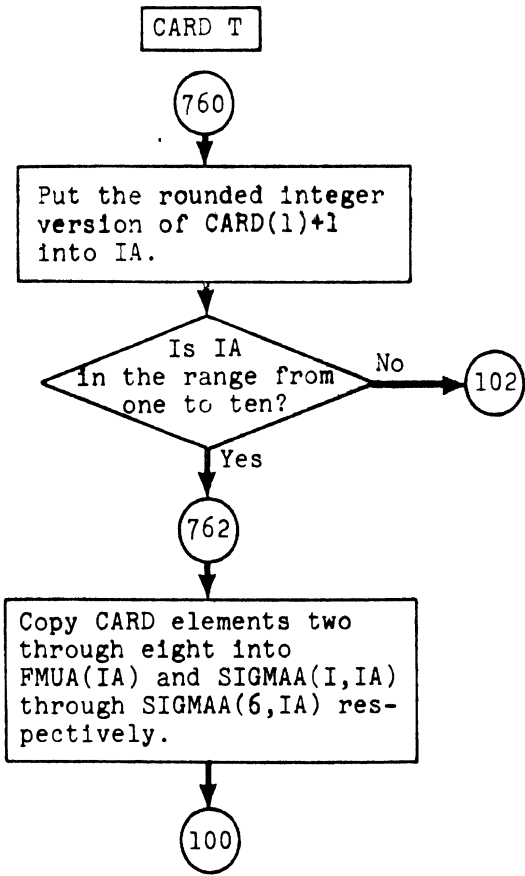 CARD T
760
Put the rounded integer
version of CARD(1)+1
into IA.
Is IA
in the range from
one to ten?
No
102
Yes
762
Copy CARD elements two
through eight into
FMUA(IA) and SIGMAA(I,IA)
through SIGMAA(6,IA) res-
pectively.
100